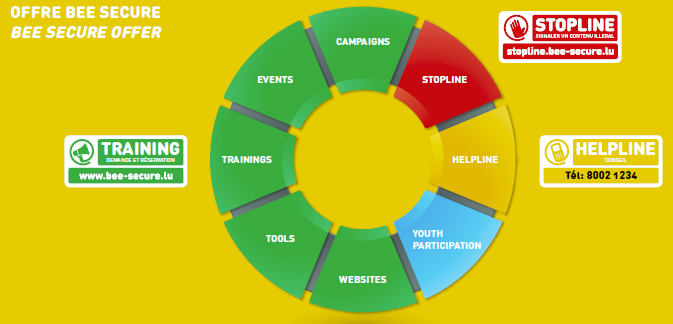 OFFRE BEE SECURE
BEE SECURE OFFER
CAMPAIGNS
STOPLINE
HELPLINE
YOUTH
PARTICIPATION
WEBSITES
TOOLS
TRAININGS
EVENTS
STOPLINE
SIGNALER UN CONTENU ILLEGAL
stopline.bee-secure.lu
TRAINING
DEMANDE ET RÉSERVATION
www.bee-secure.lu
HELPLINE
CONSEIL
Tél: 8002 1234